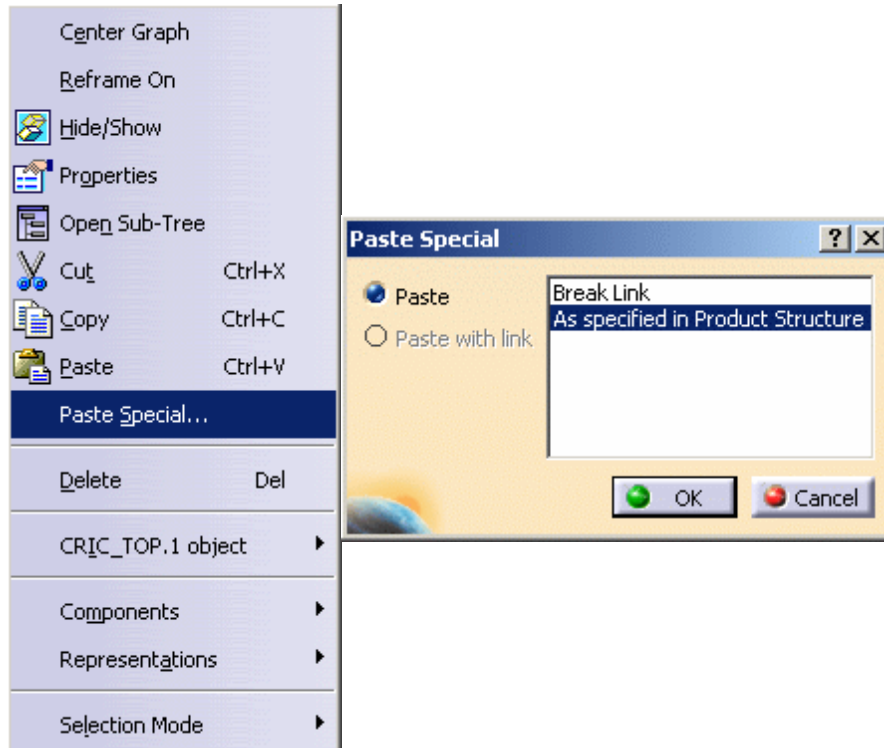 Center Graph
Reframe On
Hide/Show
Properties
Open Sub-Tree
Cut Ctrl+X
Copy Ctrl+C
Paste Ctrl+V
Paste Special...
Delete Del
CRIC_TOP.1 object
Components
Representations
Selection Mode
Paste Special
Paste
Paste with link
Break Link
As specified in Product Structure
OK
Cancel